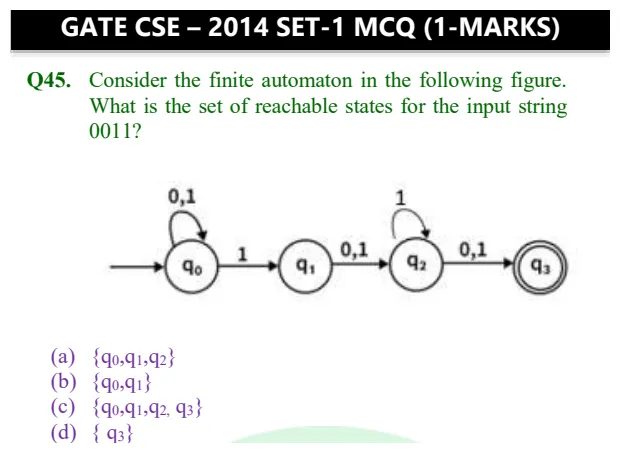 GATE CSE – 2014 SET-1 MCQ (1-MARKS)
Q45. Consider the finite automaton in the following figure.
What is the set of reachable states for the input string
0011?
0,1
1
1
0,1
0,1
q₀
q₁
q₂
q₃
(a) {q₀,q₁,q₂}
(b) {q₀,q₁}
(c) {q₀,q₁,q₂, q₃}
(d) { q₃}